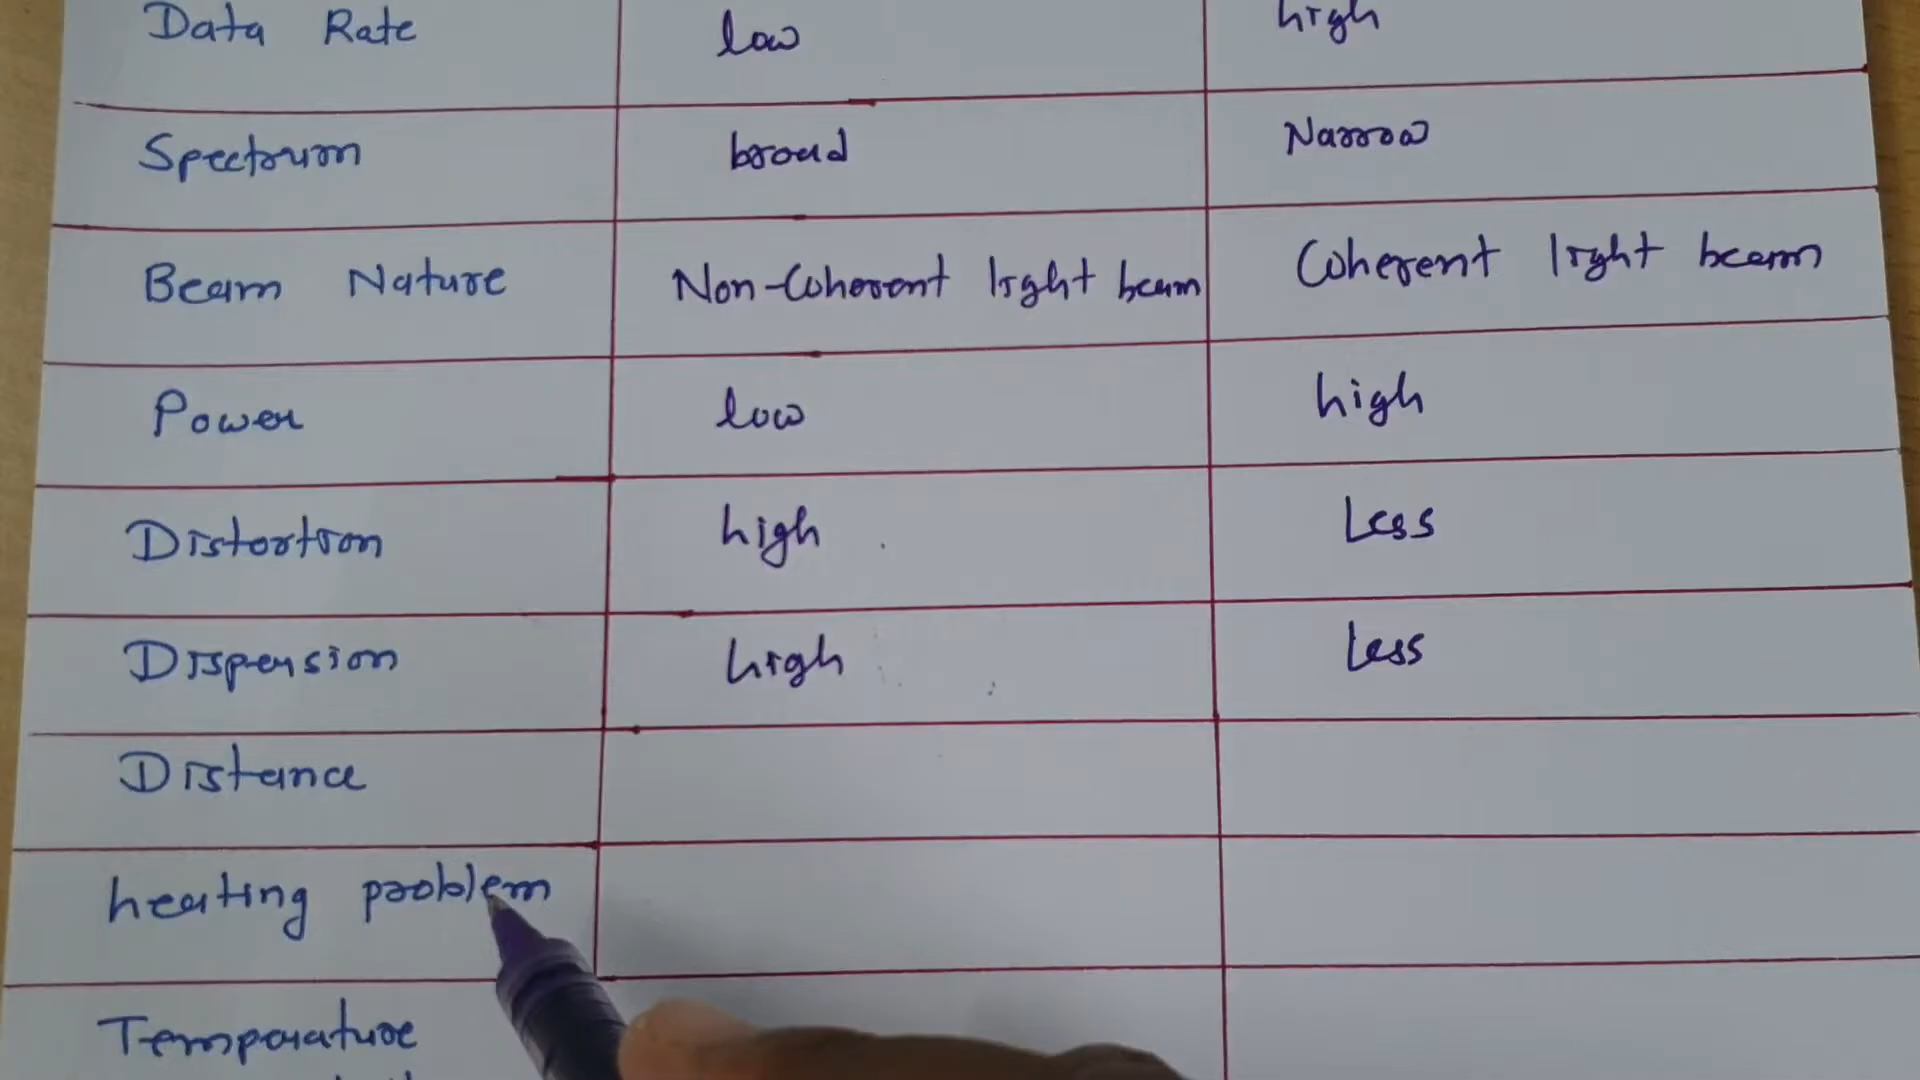 Data Rate low high
Spectrum broad Narrow
Beam Nature Non-Coherent light beam Coherent light beam
Power low high
Distortion high Less
Dispersion high Less
Distance
heating problem
Temperature